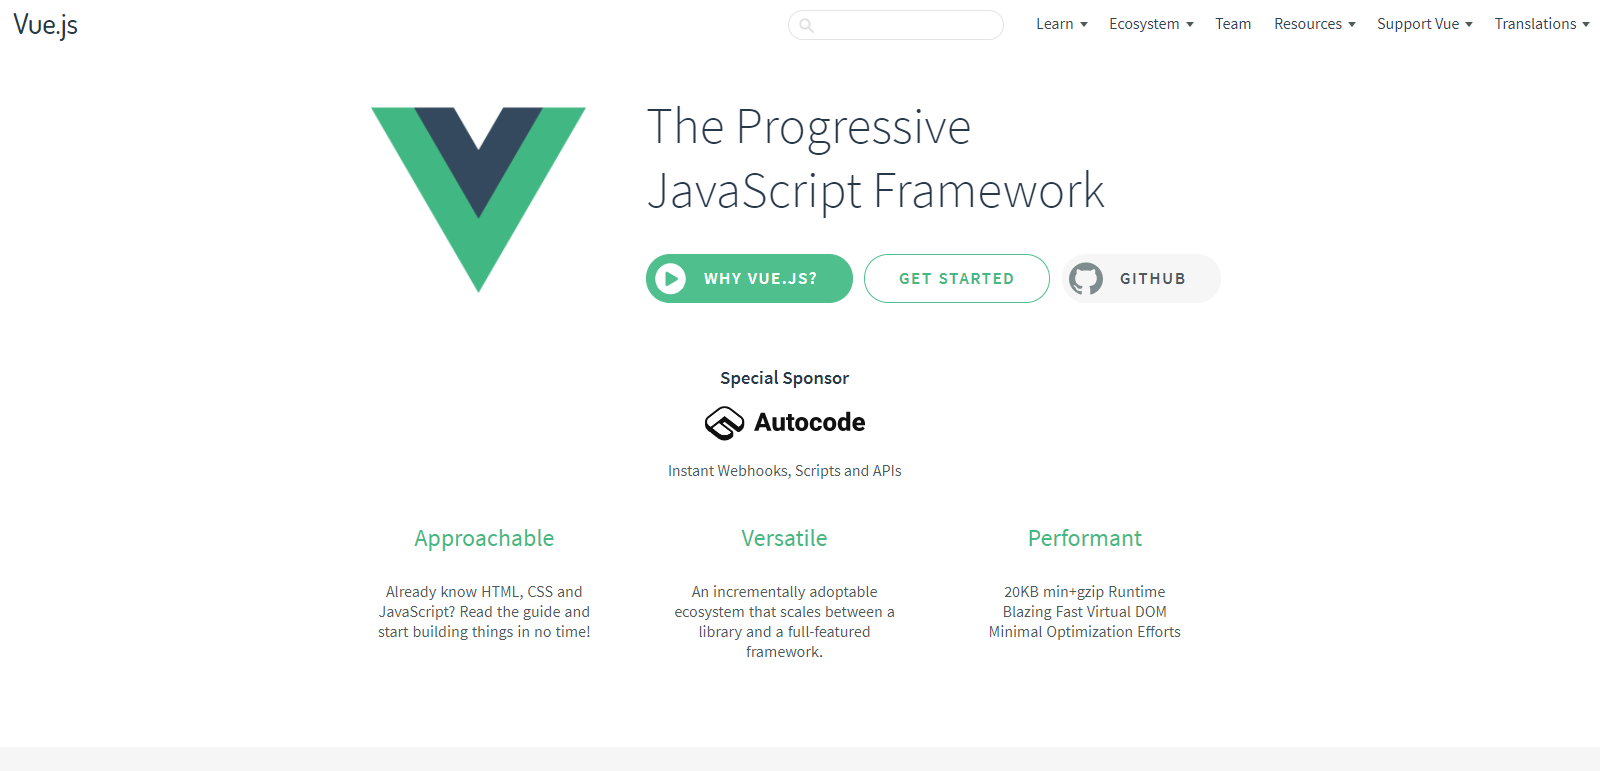 Vue.js
Learn
Ecosystem
Team
Resources
Support Vue
Translations
The Progressive
JavaScript Framework
WHY VUE.JS?
GET STARTED
GITHUB
Special Sponsor
Autocode
Instant Webhooks, Scripts and APIs
Approachable
Already know HTML, CSS and
JavaScript? Read the guide and
start building things in no time!
Versatile
An incrementally adoptable
ecosystem that scales between a
library and a full-featured
framework.
Performant
20KB min+gzip Runtime
Blazing Fast Virtual DOM
Minimal Optimization Efforts